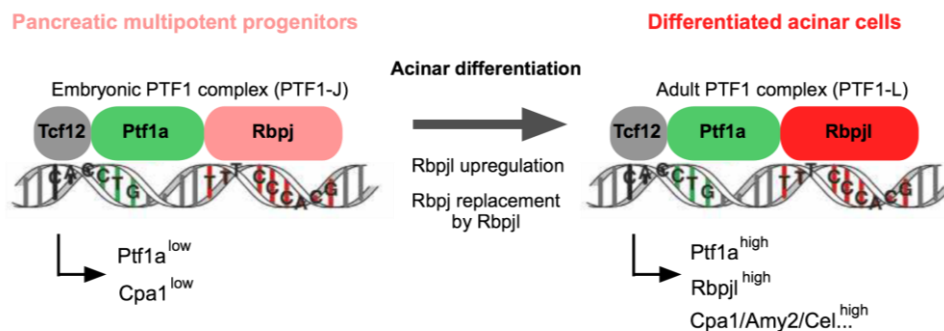 Pancreatic multipotent progenitors
Differentiated acinar cells
Embryonic PTF1 complex (PTF1-J)
Acinar differentiation
Adult PTF1 complex (PTF1-L)
Tcf12 Ptf1a Rbpj
Tcf12 Ptf1a Rbpjl
Rbpjl upregulation
Rbpj replacement
by Rbpjl
C A C C T G T T T C C C A C G
C A C C T G T T T C C C A C G
Ptf1a low
Cpa1 low
Ptf1a high
Rbpjl high
Cpa1/Amy2/Cel... high